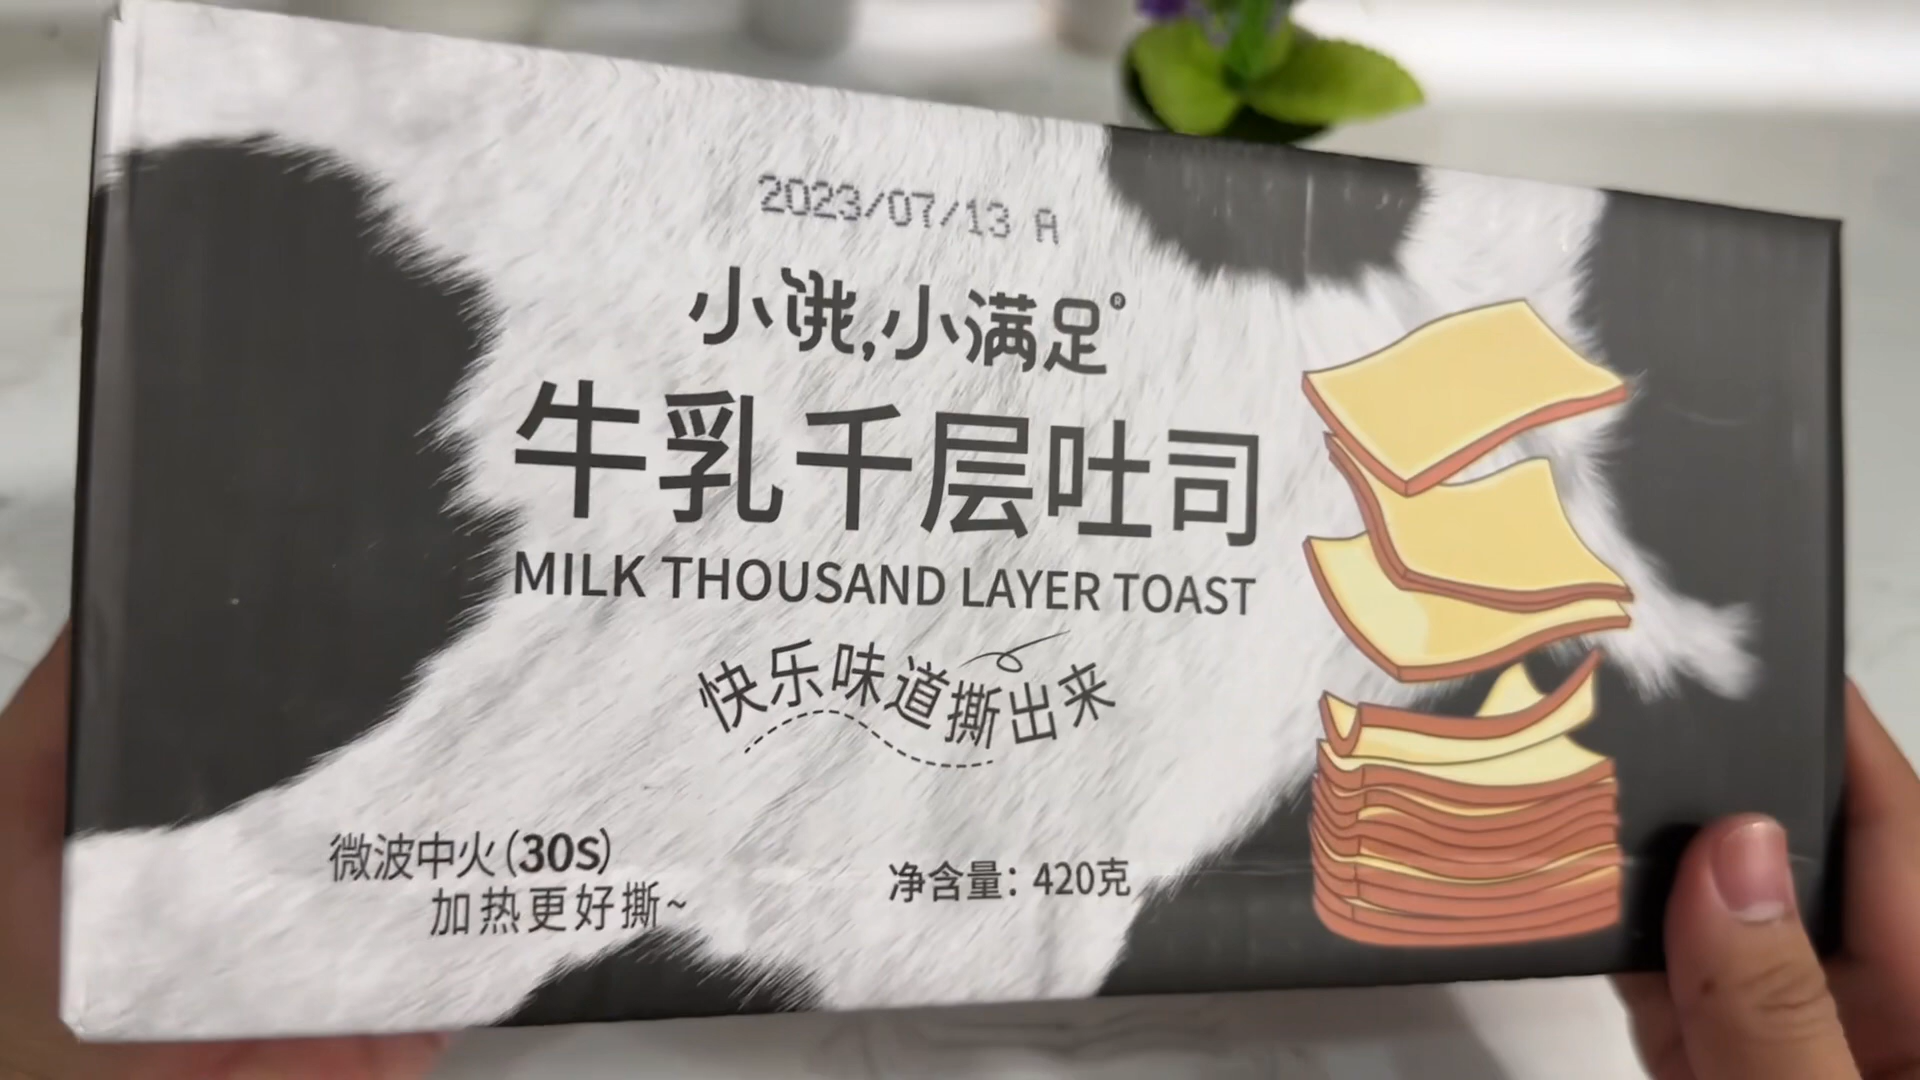 2023/07/13 A
小饿,小满足®
牛乳千层吐司
MILK THOUSAND LAYER TOAST
快乐味道撕出来
微波中火(30S)
加热更好撕~
净含量：420克